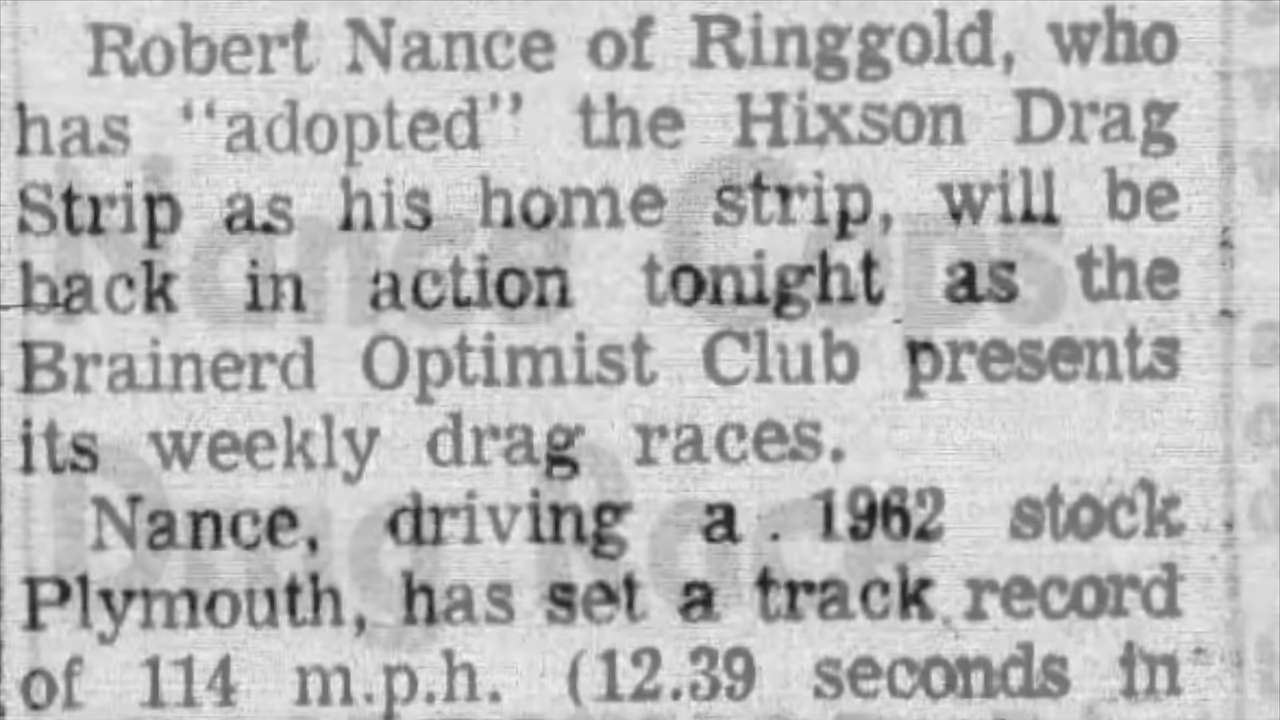 Robert Nance of Ringgold, who
has "adopted" the Hixson Drag
Strip as his home strip, will be
back in action tonight as the
Brainerd Optimist Club presents
its weekly drag races.
Nance, driving a . 1962 stock
Plymouth, has set a track record
of 114 m.p.h. (12.39 seconds in